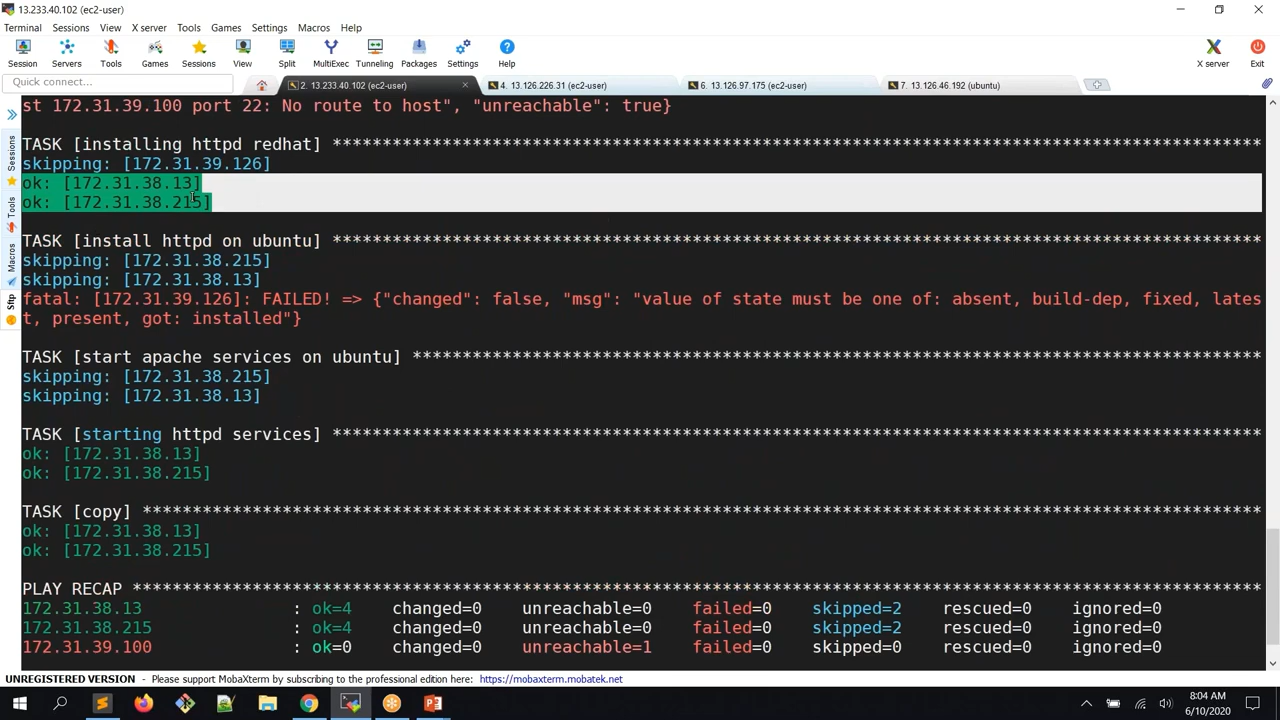 13.233.40.102 (ec2-user)
Terminal Sessions View X server Tools Games Settings Macros Help
Session Servers Tools Games Sessions View Split MultiExec Tunneling Packages Settings Help X server Exit
Quick connect...
2. 13.233.40.102 (ec2-user) 4. 13.126.226.31 (ec2-user) 6. 13.126.97.175 (ec2-user) 7. 13.126.46.192 (ubuntu)
Sessions
Tools
Macros
Sftp
st 172.31.39.100 port 22: No route to host", "unreachable": true}
TASK [installing httpd redhat] *********************************************************************************************
skipping: [172.31.39.126]
ok: [172.31.38.13]
ok: [172.31.38.215]
TASK [install httpd on ubuntu] *********************************************************************************************
skipping: [172.31.38.215]
skipping: [172.31.38.13]
fatal: [172.31.39.126]: FAILED! => {"changed": false, "msg": "value of state must be one of: absent, build-dep, fixed, lates
t, present, got: installed"}
TASK [start apache services on ubuntu] *************************************************************************************
skipping: [172.31.38.215]
skipping: [172.31.38.13]
TASK [starting httpd services] *********************************************************************************************
ok: [172.31.38.13]
ok: [172.31.38.215]
TASK [copy] ****************************************************************************************************************
ok: [172.31.38.13]
ok: [172.31.38.215]
PLAY RECAP *****************************************************************************************************************
172.31.38.13 : ok=4 changed=0 unreachable=0 failed=0 skipped=2 rescued=0 ignored=0
172.31.38.215 : ok=4 changed=0 unreachable=0 failed=0 skipped=2 rescued=0 ignored=0
172.31.39.100 : ok=0 changed=0 unreachable=1 failed=0 skipped=0 rescued=0 ignored=0
UNREGISTERED VERSION - Please support MobaXterm by subscribing to the professional edition here: https://mobaxterm.mobatek.net
8:04 AM
6/10/2020